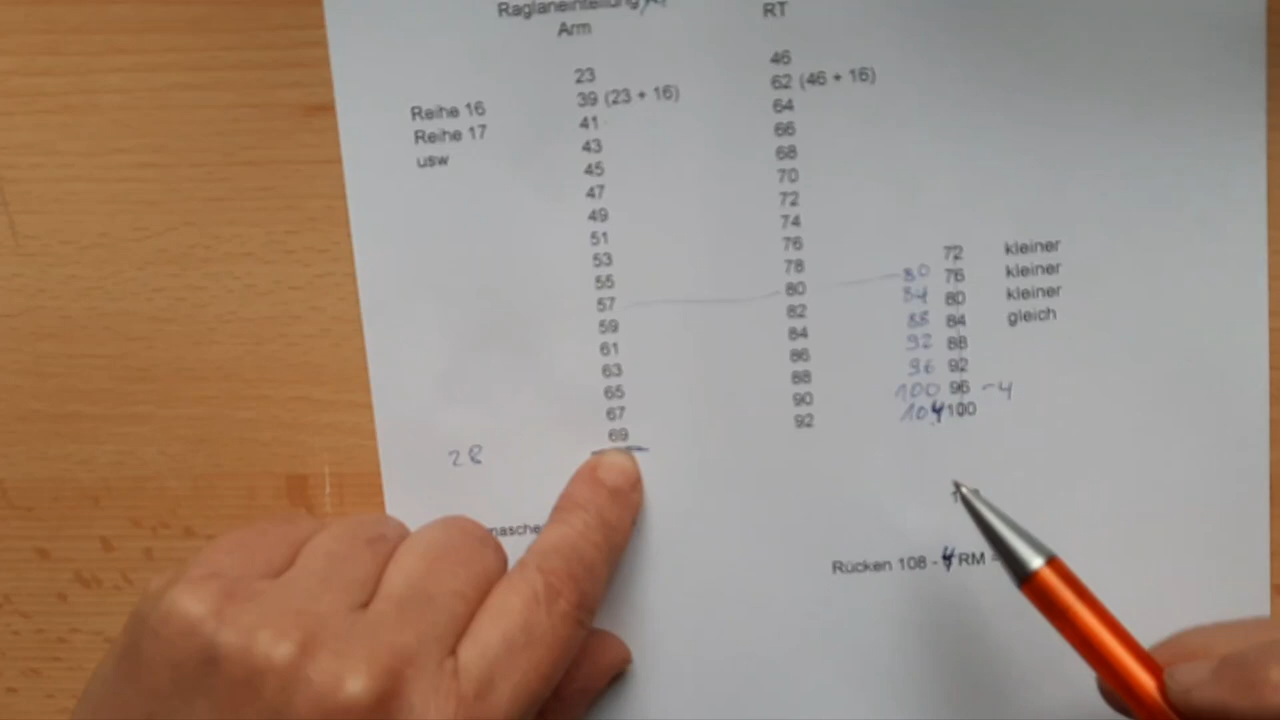 Raglaneinteilung RT
Arm
23 46
Reihe 16 39 (23 + 16) 62 (46 + 16)
Reihe 17 41 64
usw 43 66
45 68
47 70
49 72
51 74
53 76 72 kleiner
55 78 80 76 kleiner
57 80 84 80 kleiner
59 82 88 84 gleich
61 84 92 88
63 86 96 92
65 88 100 96 -4
67 90 104 100
69 92
28
Rücken 108 - 4 RM